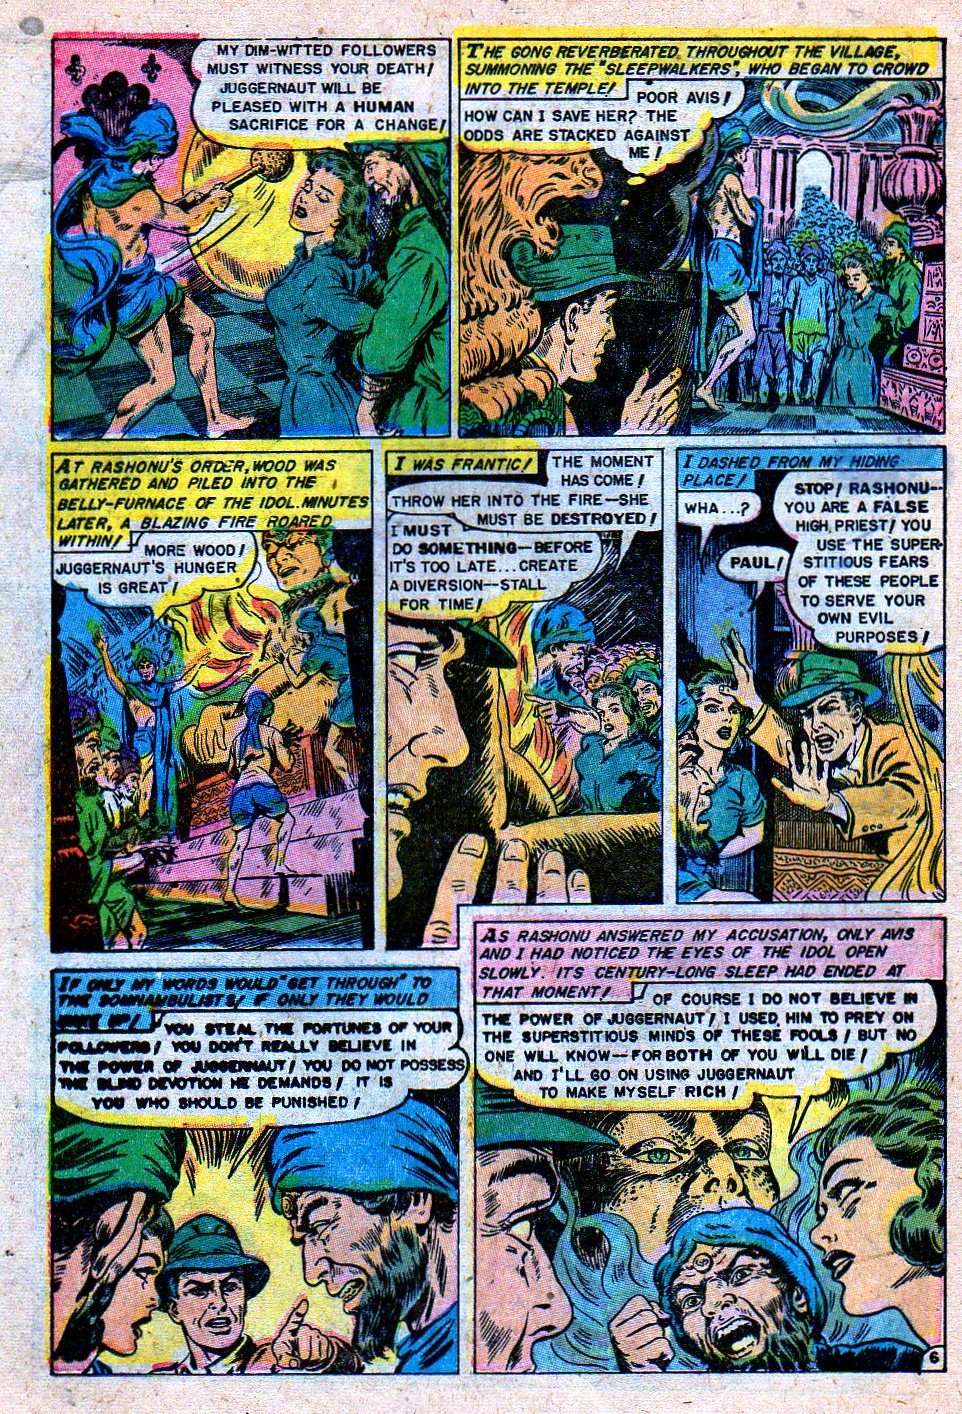 MY DIM-WITTED FOLLOWERS
MUST WITNESS YOUR DEATH!
JUGGERNAUT WILL BE
PLEASED WITH A HUMAN
SACRIFICE FOR A CHANGE!
THE GONG REVERBERATED THROUGHOUT THE VILLAGE,
SUMMONING THE "SLEEPWALKERS", WHO BEGAN TO CROWD
INTO THE TEMPLE!
POOR AVIS!
HOW CAN I SAVE HER? THE
ODDS ARE STACKED AGAINST
ME!
AT RASHONU'S ORDER, WOOD WAS
GATHERED AND PILED INTO THE
BELLY-FURNACE OF THE IDOL. MINUTES
LATER, A BLAZING FIRE ROARED
WITHIN!
MORE WOOD!
JUGGERNAUT'S HUNGER
IS GREAT!
I WAS FRANTIC!
THE MOMENT
HAS COME!
THROW HER INTO THE FIRE--SHE
MUST BE DESTROYED!
I MUST
DO SOMETHING--BEFORE
IT'S TOO LATE...CREATE
A DIVERSION--STALL
FOR TIME!
I DASHED FROM MY HIDING
PLACE!
WHA...?
PAUL!
STOP! RASHONU--
YOU ARE A FALSE
HIGH PRIEST! YOU
USE THE SUPER-
STITIOUS FEARS
OF THESE PEOPLE
TO SERVE YOUR
OWN EVIL
PURPOSES!
IF ONLY MY WORDS WOULD "GET THROUGH" TO
THE SOMNAMBULISTS! IF ONLY THEY WOULD
WAKE UP!
YOU STEAL THE FORTUNES OF YOUR
FOLLOWERS! YOU DON'T REALLY BELIEVE IN
THE POWER OF JUGGERNAUT! YOU DO NOT POSSESS
THE BLIND DEVOTION HE DEMANDS! IT IS
YOU WHO SHOULD BE PUNISHED!
AS RASHONU ANSWERED MY ACCUSATION, ONLY AVIS
AND I HAD NOTICED THE EYES OF THE IDOL OPEN
SLOWLY. ITS CENTURY-LONG SLEEP HAD ENDED AT
THAT MOMENT!
OF COURSE I DO NOT BELIEVE IN
THE POWER OF JUGGERNAUT! I USED HIM TO PREY ON
THE SUPERSTITIOUS MINDS OF THESE FOOLS! BUT NO
ONE WILL KNOW--FOR BOTH OF YOU WILL DIE!
AND I'LL GO ON USING JUGGERNAUT
TO MAKE MYSELF RICH!
6